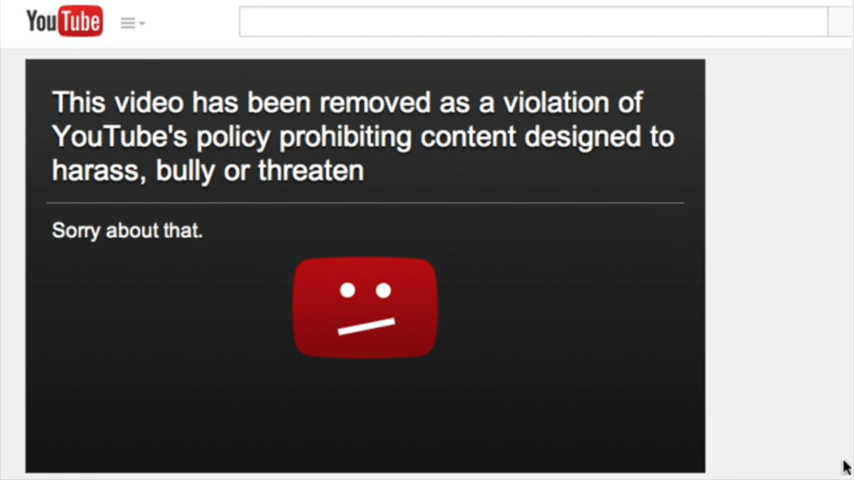 YouTube
This video has been removed as a violation of
YouTube's policy prohibiting content designed to
harass, bully or threaten
Sorry about that.